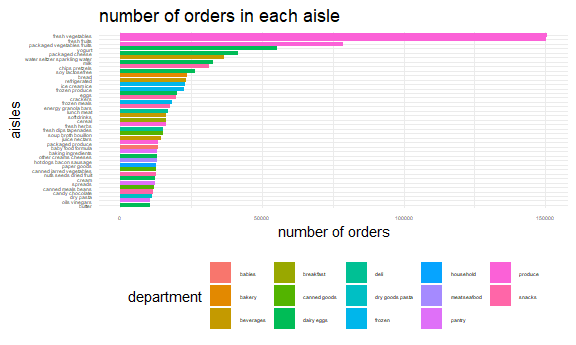 number of orders in each aisle
aisles
fresh vegetables
fresh fruits
packaged vegetables fruits
yogurt
packaged cheese
water seltzer sparkling water
milk
chips pretzels
soy lactosefree
bread
refrigerated
ice cream ice
frozen produce
eggs
crackers
frozen meals
energy granola bars
lunch meat
soft drinks
cereal
fresh herbs
fresh dips tapenades
soup broth bouillon
juice nectars
packaged produce
baby food formula
baking ingredients
other creams cheeses
hotdogs bacon sausage
paper goods
canned jarred vegetables
nuts seeds dried fruit
cream
spreads
canned meals beans
candy chocolate
dry pasta
oils vinegars
butter
0 50000 100000 150000
number of orders
department
babies breakfast deli household produce
bakery canned goods dry goods pasta meat seafood snacks
beverages dairy eggs frozen pantry